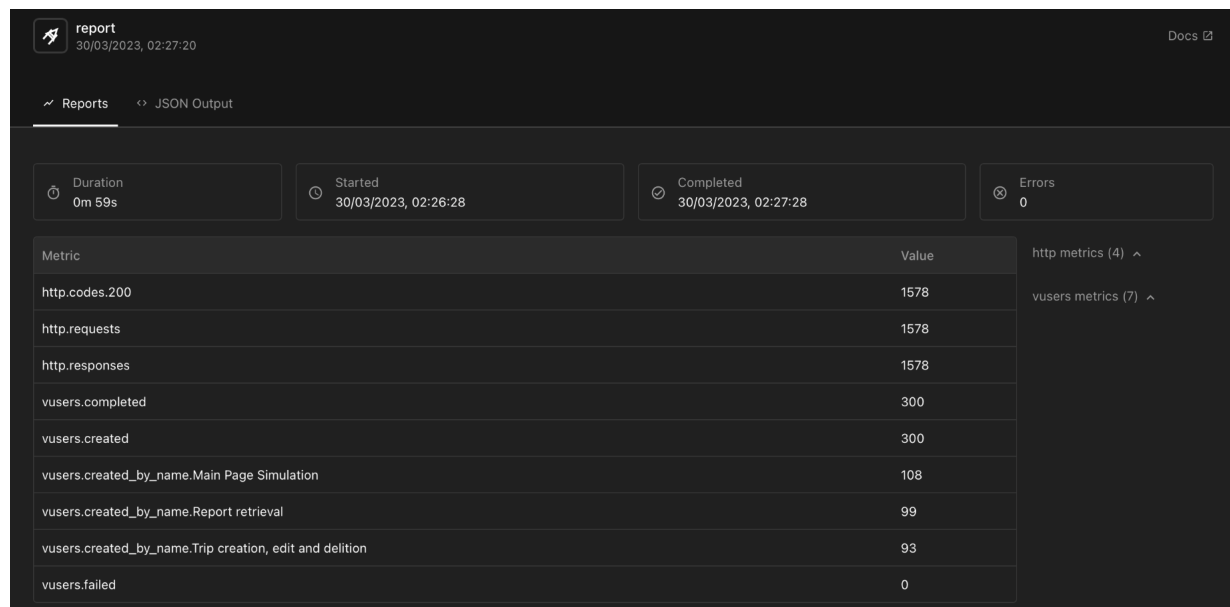 report
30/03/2023, 02:27:20
Docs
Reports
JSON Output
Duration
0m 59s
Started
30/03/2023, 02:26:28
Completed
30/03/2023, 02:27:28
Errors
0
Metric Value
http.codes.200 1578
http.requests 1578
http.responses 1578
vusers.completed 300
vusers.created 300
vusers.created_by_name.Main Page Simulation 108
vusers.created_by_name.Report retrieval 99
vusers.created_by_name.Trip creation, edit and delition 93
vusers.failed 0
http metrics (4)
vusers metrics (7)